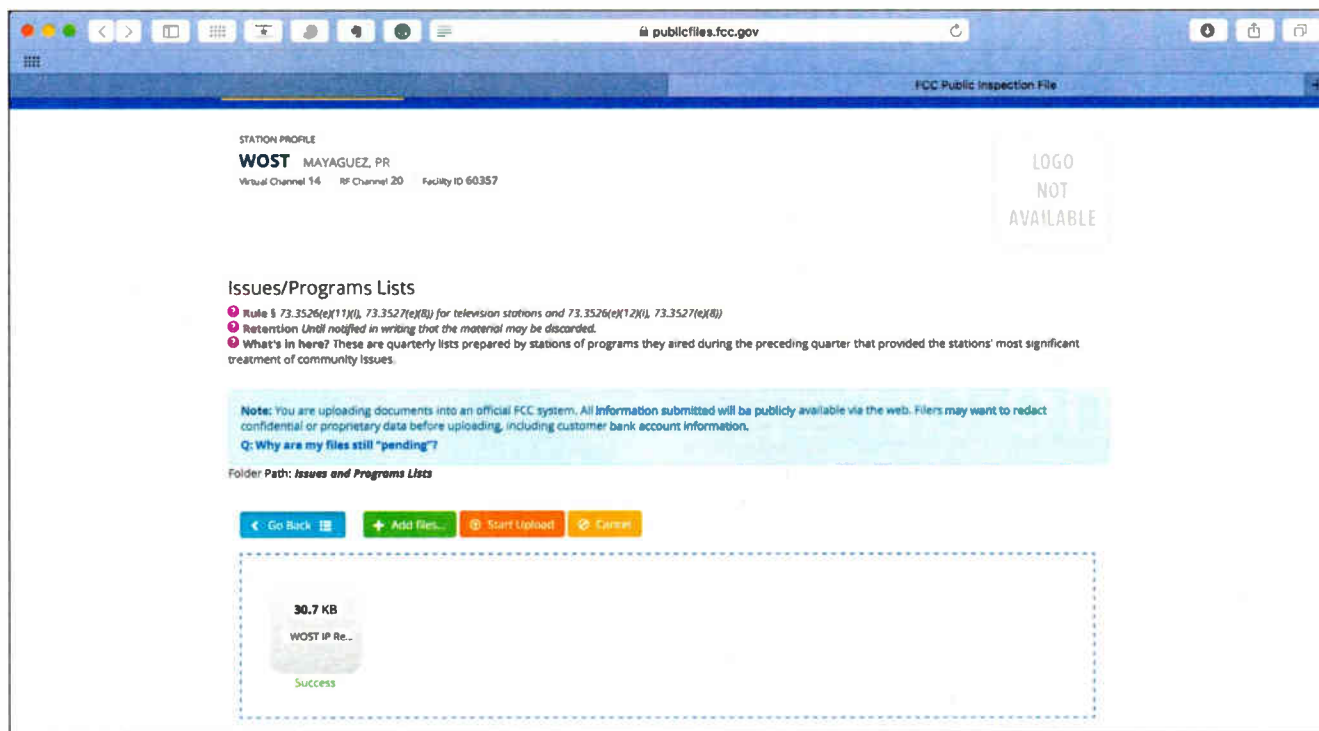 publicfiles.fcc.gov
FCC Public Inspection File
STATION PROFILE
WOST MAYAGUEZ, PR
Virtual Channel 14 RF Channel 20 Facility ID 60357
LOGO
NOT
AVAILABLE
Issues/Programs Lists
Rule § 73.3526(e)(11)(i), 73.3527(e)(8)) for television stations and 73.3526(e)(12)(i), 73.3527(e)(8))
Retention Until notified in writing that the material may be discarded.
What's in here? These are quarterly lists prepared by stations of programs they aired during the preceding quarter that provided the stations' most significant
treatment of community issues
Note: You are uploading documents into an official FCC system. All information submitted will be publicly available via the web. Filers may want to redact
confidential or proprietary data before uploading, including customer bank account information.
Q: Why are my files still "pending"?
Folder Path: Issues and Programs Lists
Go Back Add files... Start Upload Cancel
30.7 KB
WOST IP Re...
Success